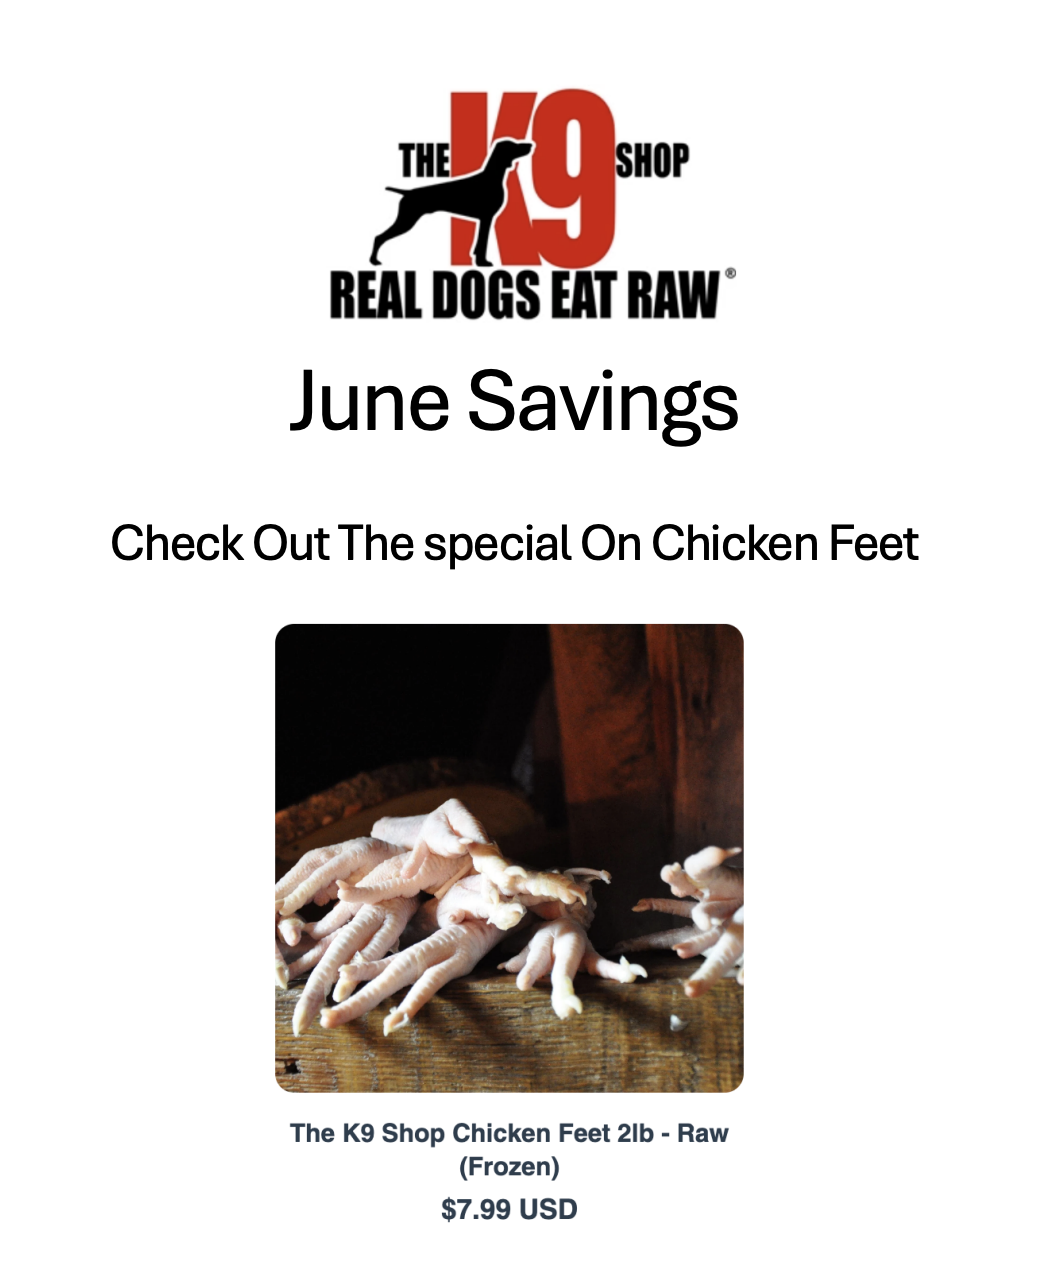 THE K9 SHOP
REAL DOGS EAT RAW®
June Savings
Check Out The special On Chicken Feet
The K9 Shop Chicken Feet 2lb - Raw
(Frozen)
$7.99 USD